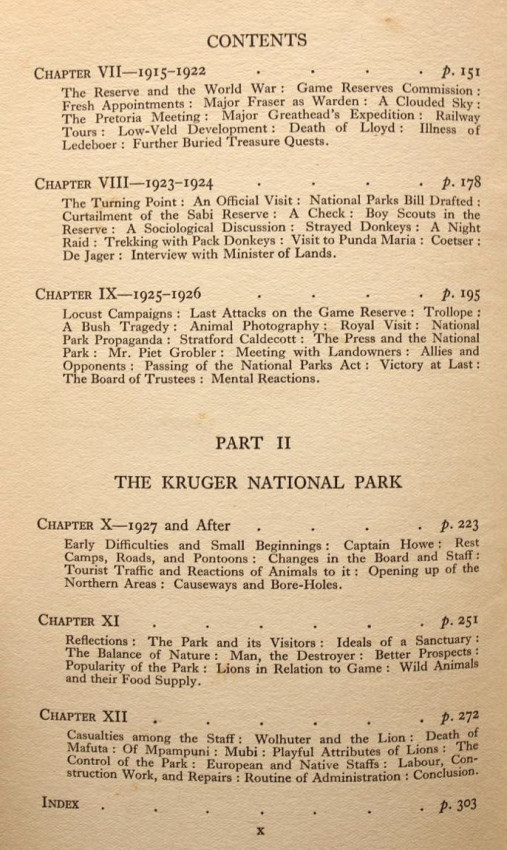 CONTENTS
CHAPTER VII—1915–1922 . . . . p. 151
The Reserve and the World War : Game Reserves Commission :
Fresh Appointments : Major Fraser as Warden : A Clouded Sky :
The Pretoria Meeting : Major Greathead's Expedition : Railway
Tours : Low-Veld Development : Death of Lloyd : Illness of
Ledeboer : Further Buried Treasure Quests.
CHAPTER VIII—1923–1924 . . . . p. 178
The Turning Point : An Official Visit : National Parks Bill Drafted :
Curtailment of the Sabi Reserve : A Check : Boy Scouts in the
Reserve : A Sociological Discussion : Strayed Donkeys : A Night
Raid : Trekking with Pack Donkeys : Visit to Punda Maria : Coetser :
De Jager : Interview with Minister of Lands.
CHAPTER IX—1925–1926 . . . . p. 195
Locust Campaigns : Last Attacks on the Game Reserve : Trollope :
A Bush Tragedy : Animal Photography : Royal Visit : National
Park Propaganda : Stratford Caldecott : The Press and the National
Park : Mr. Piet Grobler : Meeting with Landowners : Allies and
Opponents : Passing of the National Parks Act : Victory at Last :
The Board of Trustees : Mental Reactions.
PART II
THE KRUGER NATIONAL PARK
CHAPTER X—1927 and After . . . . p. 223
Early Difficulties and Small Beginnings : Captain Howe : Rest
Camps, Roads, and Pontoons : Changes in the Board and Staff :
Tourist Traffic and Reactions of Animals to it : Opening up of the
Northern Areas : Causeways and Bore-Holes.
CHAPTER XI . . . . . . p. 251
Reflections : The Park and its Visitors : Ideals of a Sanctuary :
The Balance of Nature : Man, the Destroyer : Better Prospects :
Popularity of the Park : Lions in Relation to Game : Wild Animals
and their Food Supply.
CHAPTER XII . . . . . . p. 272
Casualties among the Staff : Wolhuter and the Lion : Death of
Mafuta : Of Mpampuni : Mubi : Playful Attributes of Lions : The
Control of the Park : European and Native Staffs : Labour, Con-
struction Work, and Repairs : Routine of Administration : Conclusion.
INDEX . . . . . . . p. 303
x